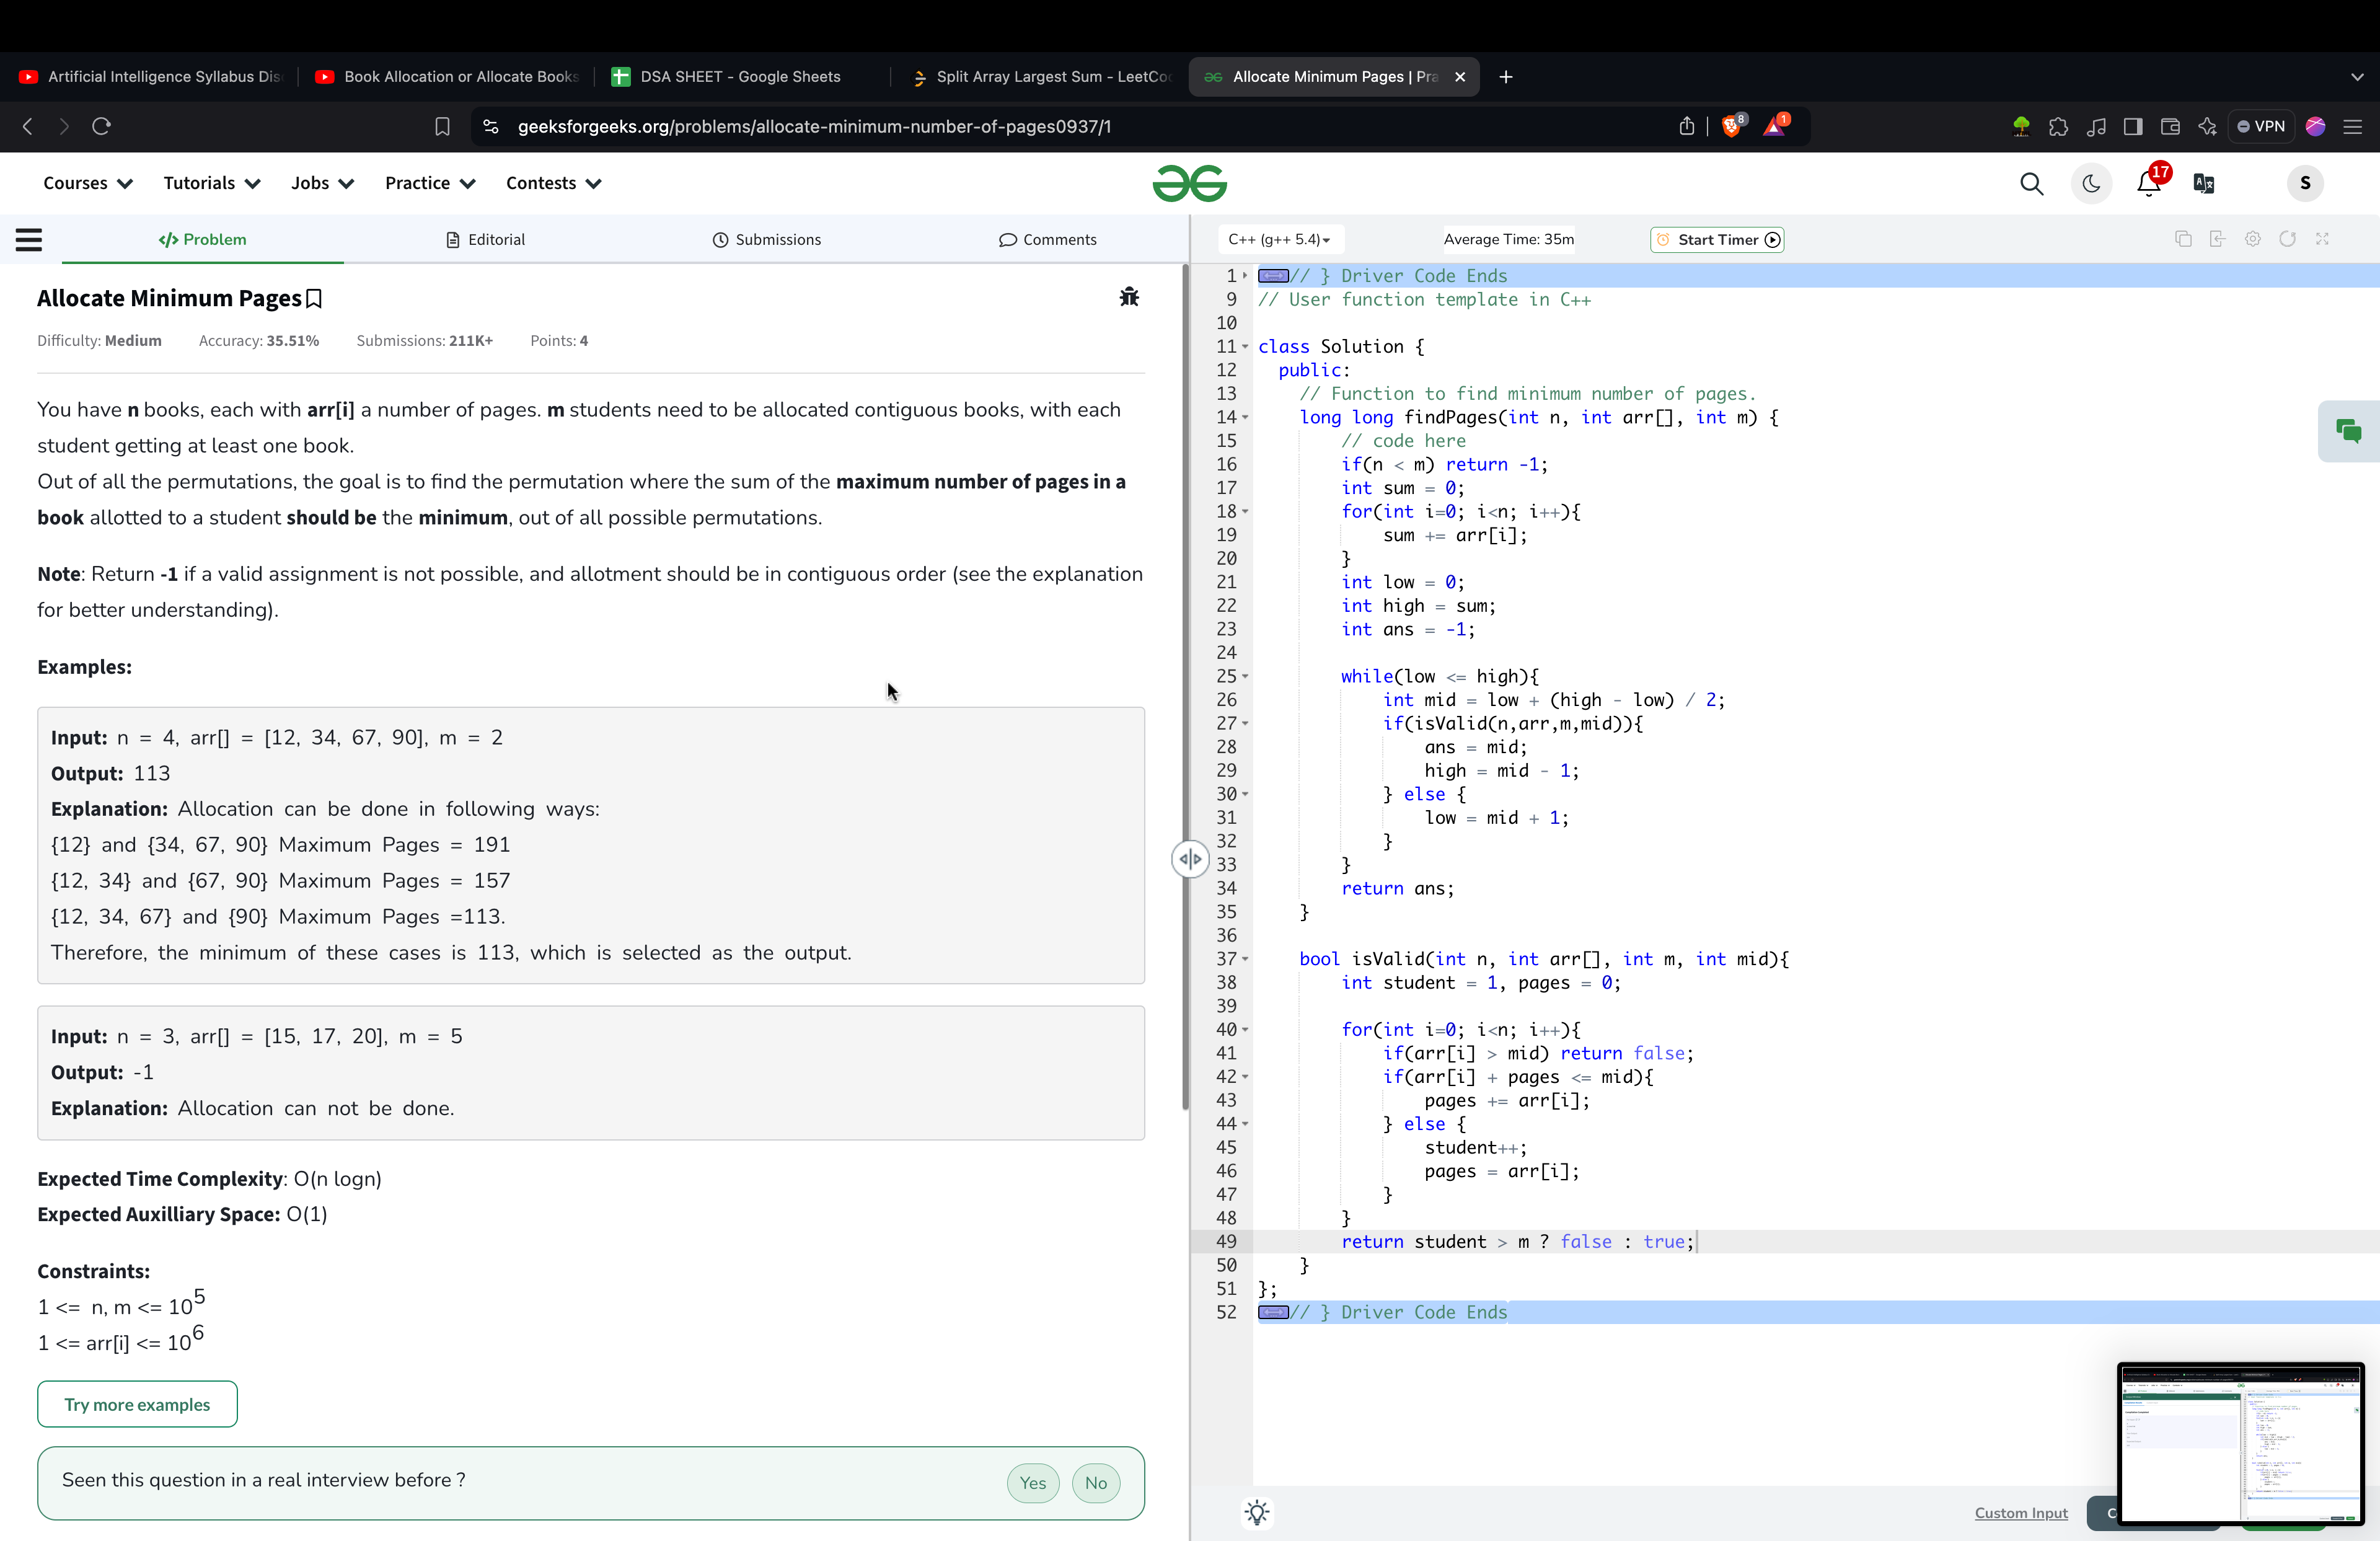 Artificial Intelligence Syllabus Dis
Book Allocation or Allocate Books
DSA SHEET - Google Sheets
Split Array Largest Sum - LeetCo
Allocate Minimum Pages | Pra
geeksforgeeks.org/problems/allocate-minimum-number-of-pages0937/1
8
1
VPN
Courses
Tutorials
Jobs
Practice
Contests
17
S
</> Problem
Editorial
Submissions
Comments
Allocate Minimum Pages
Difficulty: Medium Accuracy: 35.51% Submissions: 211K+ Points: 4
You have n books, each with arr[i] a number of pages. m students need to be allocated contiguous books, with each
student getting at least one book.
Out of all the permutations, the goal is to find the permutation where the sum of the maximum number of pages in a
book allotted to a student should be the minimum, out of all possible permutations.
Note: Return -1 if a valid assignment is not possible, and allotment should be in contiguous order (see the explanation
for better understanding).
Examples:
Input: n = 4, arr[] = [12, 34, 67, 90], m = 2
Output: 113
Explanation: Allocation can be done in following ways:
{12} and {34, 67, 90} Maximum Pages = 191
{12, 34} and {67, 90} Maximum Pages = 157
{12, 34, 67} and {90} Maximum Pages =113.
Therefore, the minimum of these cases is 113, which is selected as the output.
Input: n = 3, arr[] = [15, 17, 20], m = 5
Output: -1
Explanation: Allocation can not be done.
Expected Time Complexity: O(n logn)
Expected Auxilliary Space: O(1)
Constraints:
1 <= n, m <= 10^5
1 <= arr[i] <= 10^6
Try more examples
Seen this question in a real interview before ?
Yes
No
C++ (g++ 5.4)
Average Time: 35m
Start Timer
1 // } Driver Code Ends
9 // User function template in C++
10
11 class Solution {
12   public:
13     // Function to find minimum number of pages.
14     long long findPages(int n, int arr[], int m) {
15         // code here
16         if(n < m) return -1;
17         int sum = 0;
18         for(int i=0; i<n; i++){
19             sum += arr[i];
20         }
21         int low = 0;
22         int high = sum;
23         int ans = -1;
24
25         while(low <= high){
26             int mid = low + (high - low) / 2;
27             if(isValid(n,arr,m,mid)){
28                 ans = mid;
29                 high = mid - 1;
30             } else {
31                 low = mid + 1;
32             }
33         }
34         return ans;
35     }
36
37     bool isValid(int n, int arr[], int m, int mid){
38         int student = 1, pages = 0;
39
40         for(int i=0; i<n; i++){
41             if(arr[i] > mid) return false;
42             if(arr[i] + pages <= mid){
43                 pages += arr[i];
44             } else {
45                 student++;
46                 pages = arr[i];
47             }
48         }
49         return student > m ? false : true;
50     }
51 };
52 // } Driver Code Ends
Custom Input